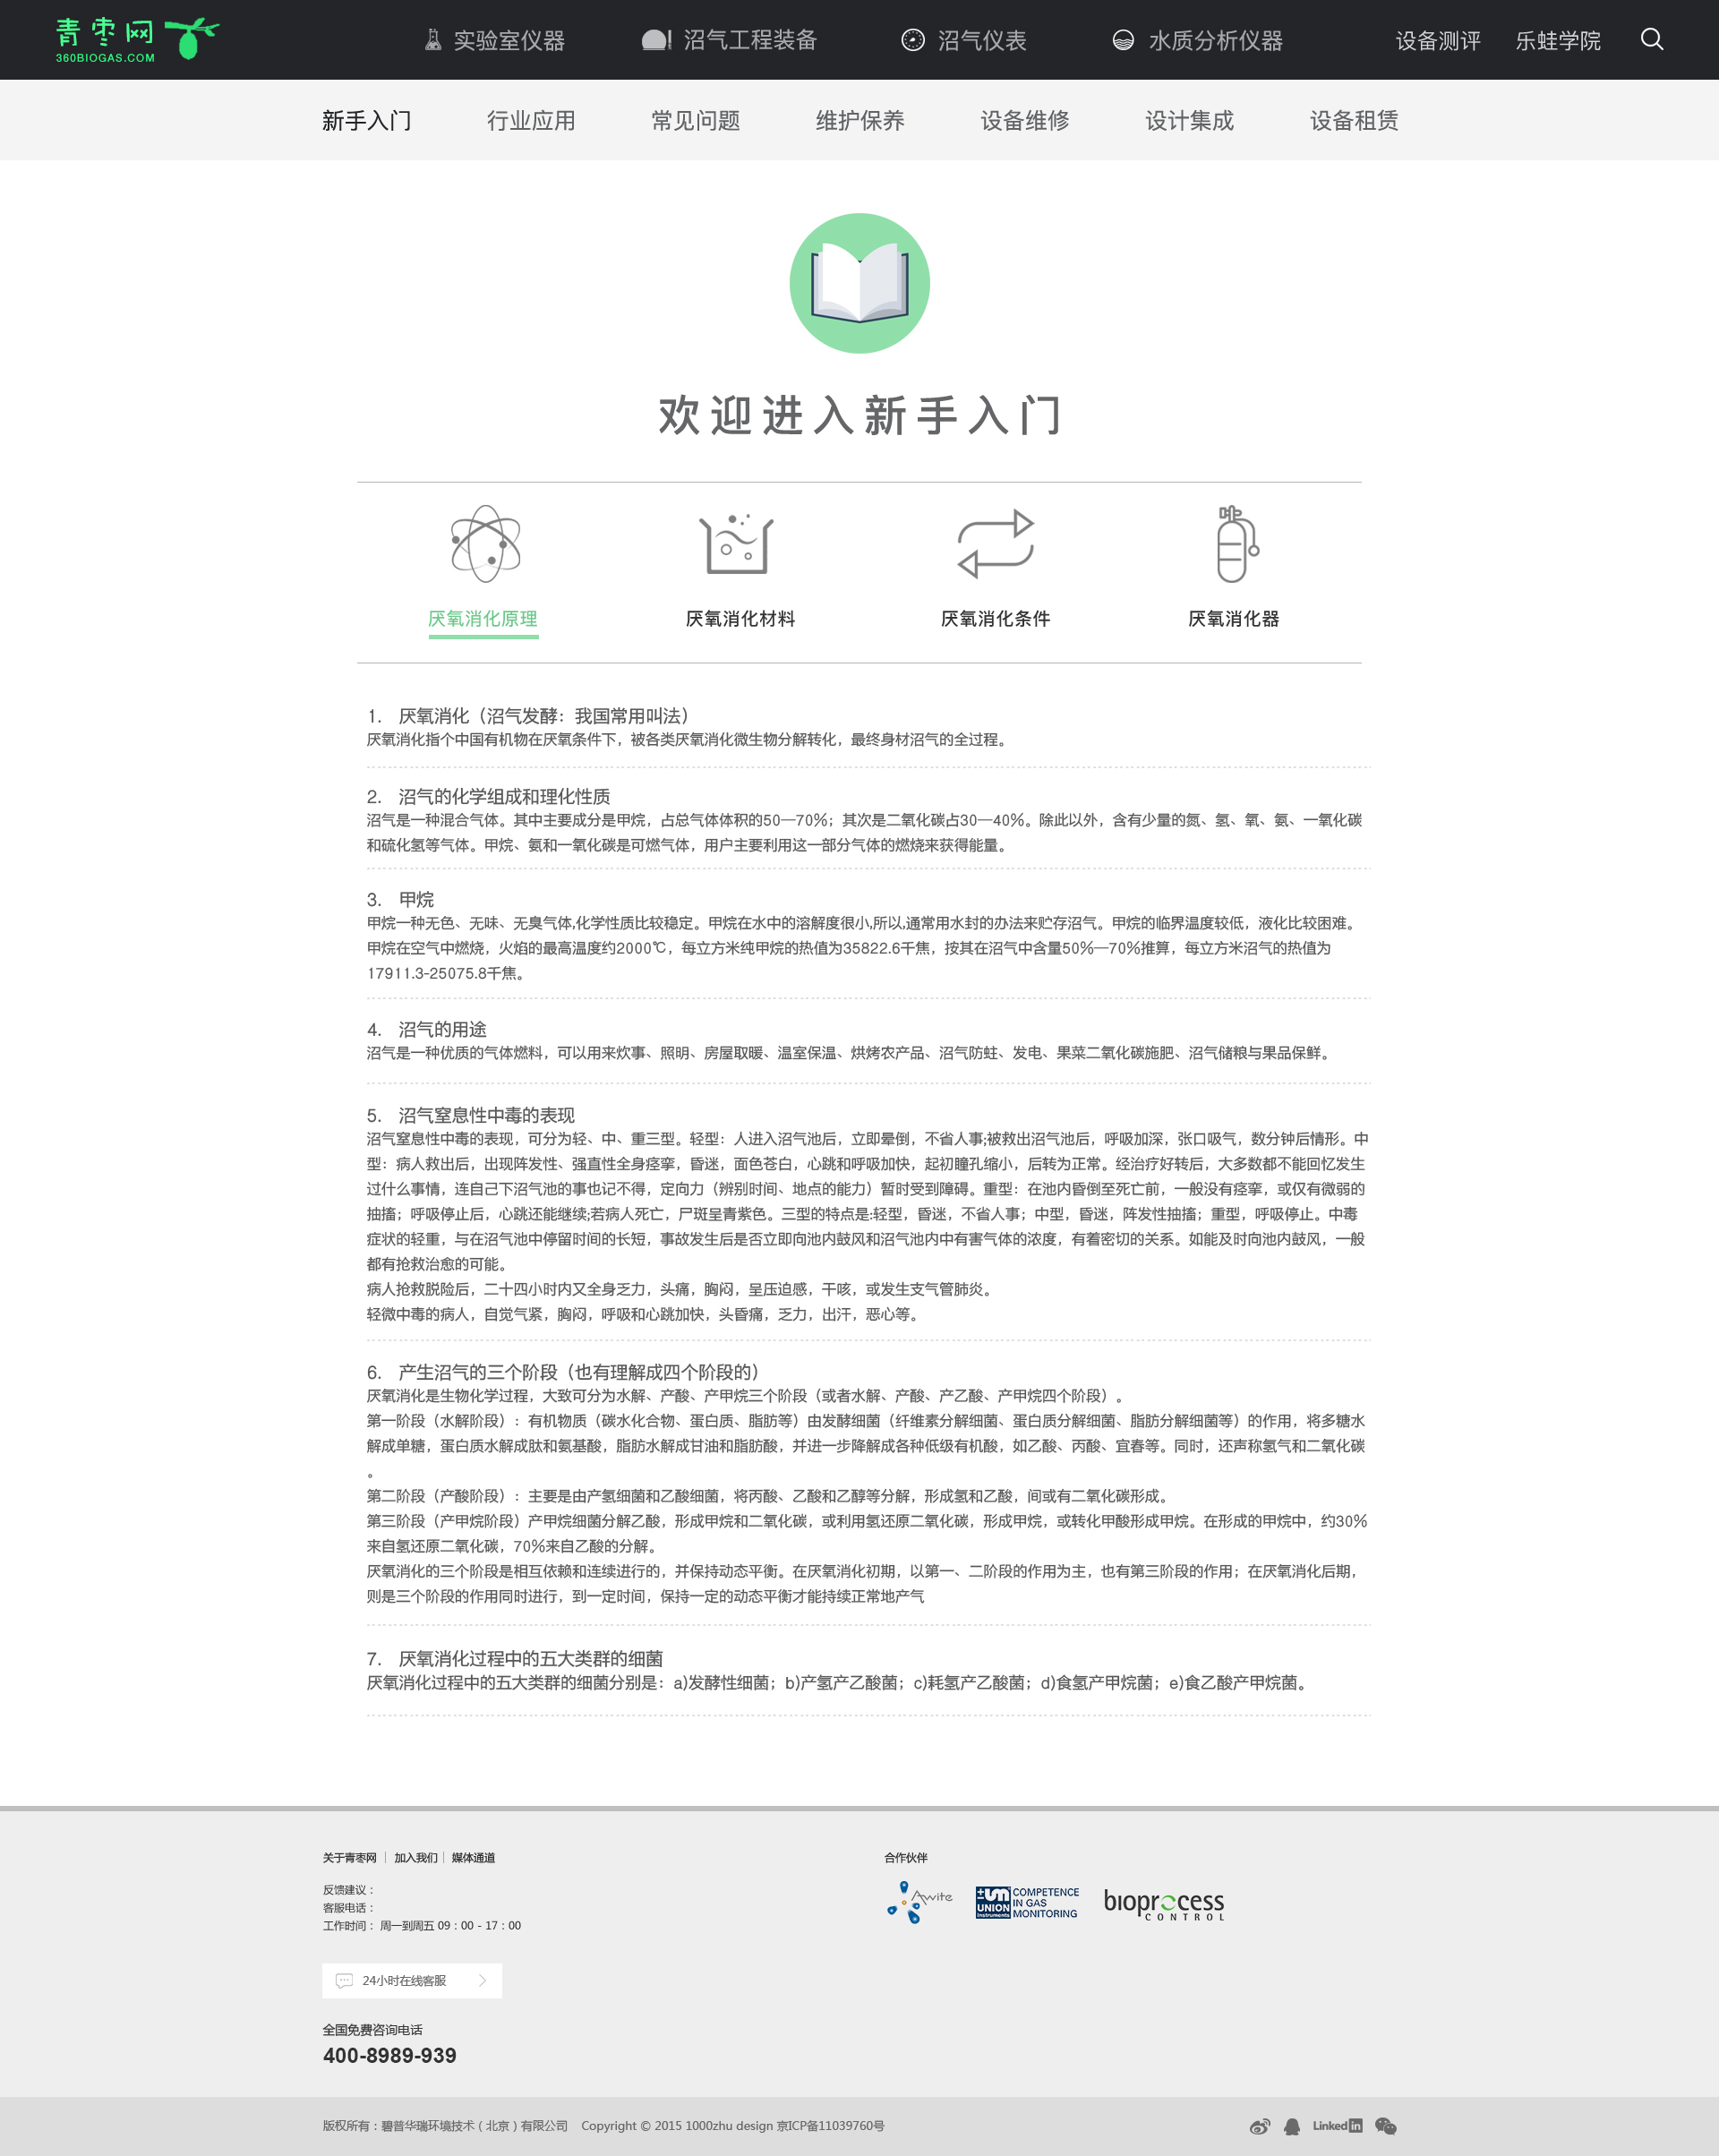 青枣网
360BIOGAS.COM
实验室仪器
沼气工程装备
沼气仪表
水质分析仪器
设备测评
乐蛙学院
新手入门
行业应用
常见问题
维护保养
设备维修
设计集成
设备租赁
欢迎进入新手入门
厌氧消化原理
厌氧消化材料
厌氧消化条件
厌氧消化器
1. 厌氧消化（沼气发酵：我国常用叫法）
厌氧消化指个中国有机物在厌氧条件下，被各类厌氧消化微生物分解转化，最终身材沼气的全过程。
2. 沼气的化学组成和理化性质
沼气是一种混合气体。其中主要成分是甲烷，占总气体体积的50—70%；其次是二氧化碳占30—40%。除此以外，含有少量的氮、氢、氧、氨、一氧化碳
和硫化氢等气体。甲烷、氨和一氧化碳是可燃气体，用户主要利用这一部分气体的燃烧来获得能量。
3. 甲烷
甲烷一种无色、无味、无臭气体,化学性质比较稳定。甲烷在水中的溶解度很小,所以,通常用水封的办法来贮存沼气。甲烷的临界温度较低，液化比较困难。
甲烷在空气中燃烧，火焰的最高温度约2000℃，每立方米纯甲烷的热值为35822.6千焦，按其在沼气中含量50%—70%推算，每立方米沼气的热值为
17911.3-25075.8千焦。
4. 沼气的用途
沼气是一种优质的气体燃料，可以用来炊事、照明、房屋取暖、温室保温、烘烤农产品、沼气防蛀、发电、果菜二氧化碳施肥、沼气储粮与果品保鲜。
5. 沼气窒息性中毒的表现
沼气窒息性中毒的表现，可分为轻、中、重三型。轻型：人进入沼气池后，立即晕倒，不省人事;被救出沼气池后，呼吸加深，张口吸气，数分钟后情形。中
型：病人救出后，出现阵发性、强直性全身痉挛，昏迷，面色苍白，心跳和呼吸加快，起初瞳孔缩小，后转为正常。经治疗好转后，大多数都不能回忆发生
过什么事情，连自己下沼气池的事也记不得，定向力（辨别时间、地点的能力）暂时受到障碍。重型：在池内昏倒至死亡前，一般没有痉挛，或仅有微弱的
抽搐；呼吸停止后，心跳还能继续;若病人死亡，尸斑呈青紫色。三型的特点是:轻型，昏迷，不省人事；中型，昏迷，阵发性抽搐；重型，呼吸停止。中毒
症状的轻重，与在沼气池中停留时间的长短，事故发生后是否立即向池内鼓风和沼气池内中有害气体的浓度，有着密切的关系。如能及时向池内鼓风，一般
都有抢救治愈的可能。
病人抢救脱险后，二十四小时内又全身乏力，头痛，胸闷，呈压迫感，干咳，或发生支气管肺炎。
轻微中毒的病人，自觉气紧，胸闷，呼吸和心跳加快，头昏痛，乏力，出汗，恶心等。
6. 产生沼气的三个阶段（也有理解成四个阶段的）
厌氧消化是生物化学过程，大致可分为水解、产酸、产甲烷三个阶段（或者水解、产酸、产乙酸、产甲烷四个阶段）。
第一阶段（水解阶段）：有机物质（碳水化合物、蛋白质、脂肪等）由发酵细菌（纤维素分解细菌、蛋白质分解细菌、脂肪分解细菌等）的作用，将多糖水
解成单糖，蛋白质水解成肽和氨基酸，脂肪水解成甘油和脂肪酸，并进一步降解成各种低级有机酸，如乙酸、丙酸、宜春等。同时，还声称氢气和二氧化碳
。
第二阶段（产酸阶段）：主要是由产氢细菌和乙酸细菌，将丙酸、乙酸和乙醇等分解，形成氢和乙酸，间或有二氧化碳形成。
第三阶段（产甲烷阶段）产甲烷细菌分解乙酸，形成甲烷和二氧化碳，或利用氢还原二氧化碳，形成甲烷，或转化甲酸形成甲烷。在形成的甲烷中，约30%
来自氢还原二氧化碳，70%来自乙酸的分解。
厌氧消化的三个阶段是相互依赖和连续进行的，并保持动态平衡。在厌氧消化初期，以第一、二阶段的作用为主，也有第三阶段的作用；在厌氧消化后期，
则是三个阶段的作用同时进行，到一定时间，保持一定的动态平衡才能持续正常地产气
7. 厌氧消化过程中的五大类群的细菌
厌氧消化过程中的五大类群的细菌分别是：a)发酵性细菌；b)产氢产乙酸菌；c)耗氢产乙酸菌；d)食氢产甲烷菌；e)食乙酸产甲烷菌。
关于青枣网 | 加入我们 | 媒体通道
反馈建议：
客服电话：
工作时间： 周一到周五 09：00 - 17：00
24小时在线客服
全国免费咨询电话
400-8989-939
合作伙伴
Awite
UNION Instruments
COMPETENCE
IN GAS
MONITORING
bioprocess
CONTROL
版权所有：碧普华瑞环境技术（北京）有限公司 Copyright © 2015 1000zhu design 京ICP备11039760号
Linkedin